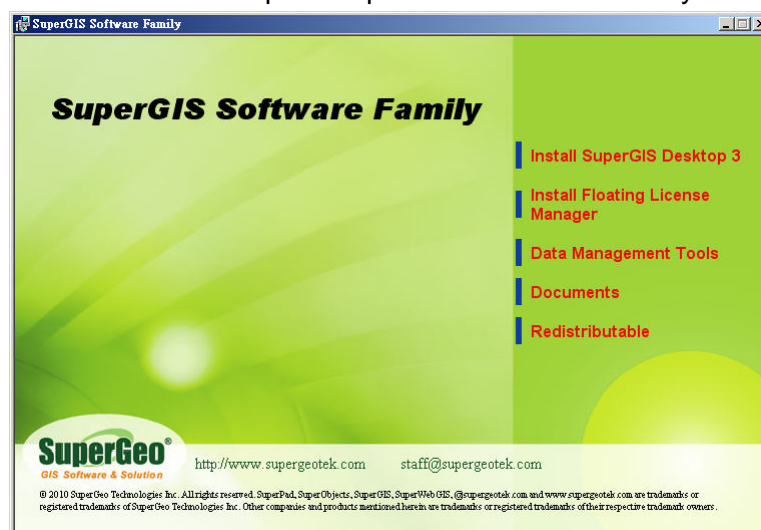 SuperGIS Software Family
SuperGIS Software Family
Install SuperGIS Desktop 3
Install Floating License
Manager
Data Management Tools
Documents
Redistributable
SuperGeo®
GIS Software & Solution
http://www.supergeotek.com staff@supergeotek.com
© 2010 SuperGeo Technologies Inc. All rights reserved. SuperPad, SuperObjects, SuperGIS, SuperWebGIS, @supergeotek.com and www.supergeotek.com are trademarks or
registered trademarks of SuperGeo Technologies Inc. Other companies and products mentioned herein are trademarks or registered trademarks of their respective trademark owners.